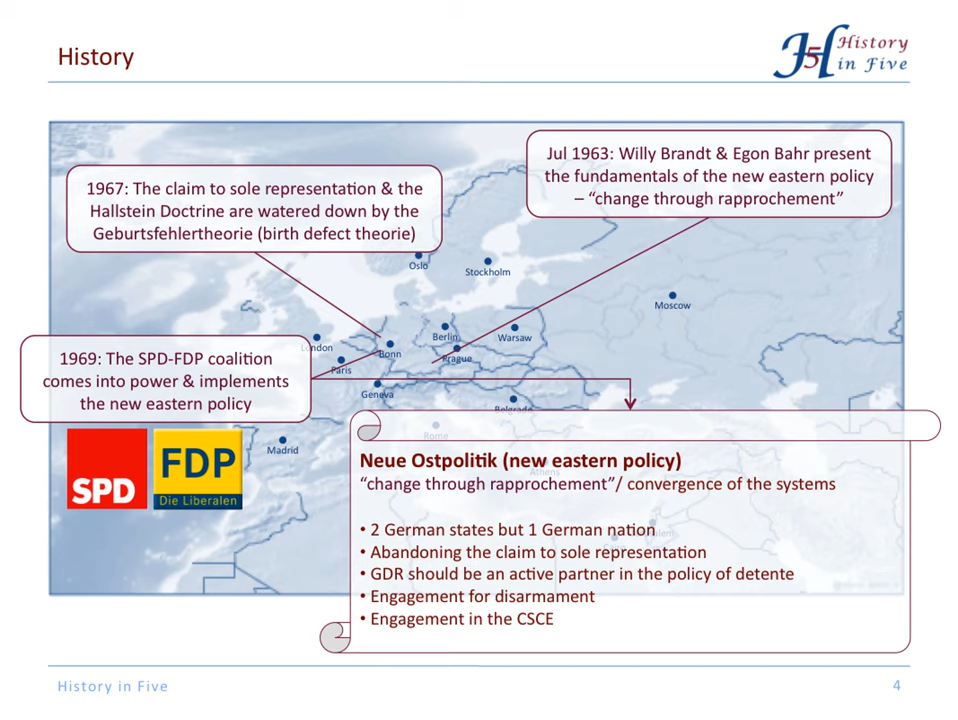 History
History
in Five
H5
Jul 1963: Willy Brandt & Egon Bahr present
the fundamentals of the new eastern policy
– “change through rapprochement”
1967: The claim to sole representation & the
Hallstein Doctrine are watered down by the
Geburtsfehlertheorie (birth defect theorie)
Oslo
Stockholm
Moscow
Berlin
Warsaw
London
Bonn
Prague
Paris
Geneva
Belgrade
Rome
Madrid
Athens
1969: The SPD-FDP coalition
comes into power & implements
the new eastern policy
SPD
FDP
Die Liberalen
Neue Ostpolitik (new eastern policy)
“change through rapprochement”/ convergence of the systems
• 2 German states but 1 German nation
• Abandoning the claim to sole representation
• GDR should be an active partner in the policy of detente
• Engagement for disarmament
• Engagement in the CSCE
History in Five
4